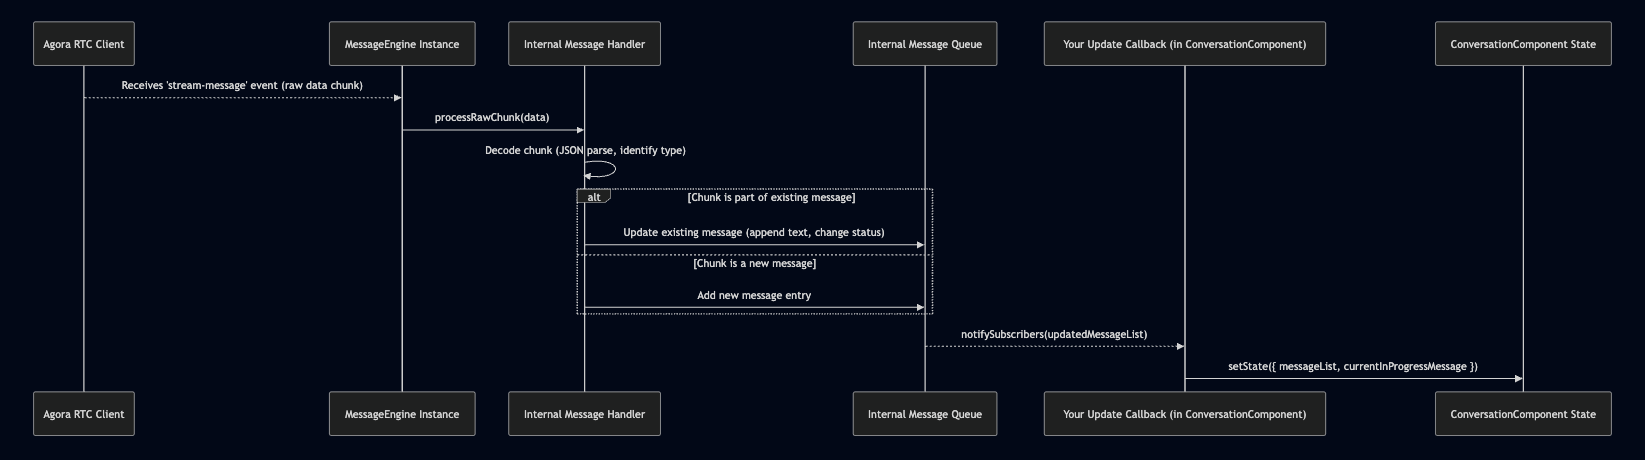 Agora RTC Client
MessageEngine Instance
Internal Message Handler
Internal Message Queue
Your Update Callback (in ConversationComponent)
ConversationComponent State
Receives 'stream-message' event (raw data chunk)
processRawChunk(data)
Decode chunk (JSON parse, identify type)
alt
[Chunk is part of existing message]
Update existing message (append text, change status)
[Chunk is a new message]
Add new message entry
notifySubscribers(updatedMessageList)
setState({ messageList, currentInProgressMessage })
Agora RTC Client
MessageEngine Instance
Internal Message Handler
Internal Message Queue
Your Update Callback (in ConversationComponent)
ConversationComponent State